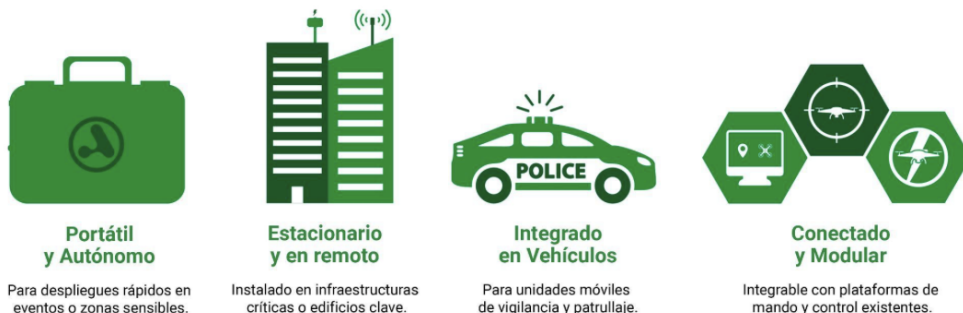 POLICE
Portátil
y Autónomo
Para despliegues rápidos en
eventos o zonas sensibles.
Estacionario
y en remoto
Instalado en infraestructuras
críticas o edificios clave.
Integrado
en Vehículos
Para unidades móviles
de vigilancia y patrullaje.
Conectado
y Modular
Integrable con plataformas de
mando y control existentes.